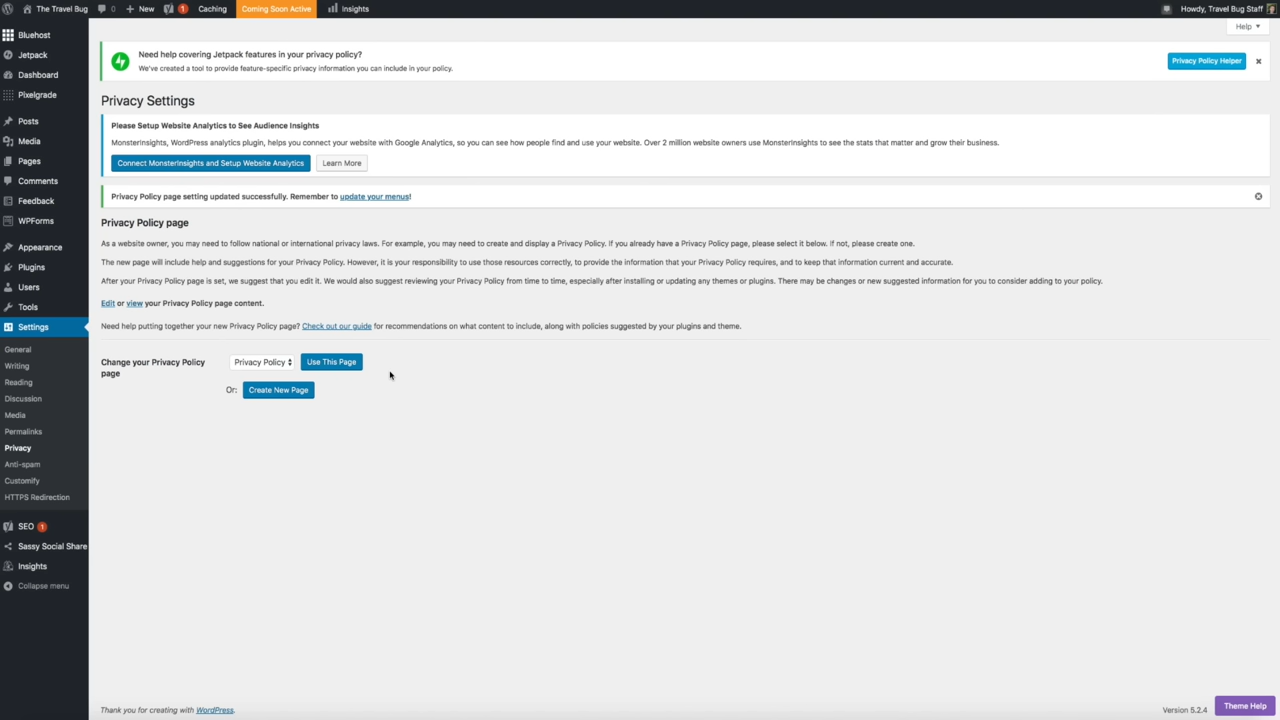 The Travel Bug 0 + New 1 Caching Coming Soon Active Insights Howdy, Travel Bug Staff
Help ▼
Bluehost
Jetpack
Dashboard
Pixelgrade
Posts
Media
Pages
Comments
Feedback
WPForms
Appearance
Plugins
Users
Tools
Settings
General
Writing
Reading
Discussion
Media
Permalinks
Privacy
Anti-spam
Customify
HTTPS Redirection
SEO 1
Sassy Social Share
Insights
Collapse menu
Need help covering Jetpack features in your privacy policy?
We've created a tool to provide feature-specific privacy information you can include in your policy.
Privacy Policy Helper
Privacy Settings
Please Setup Website Analytics to See Audience Insights
MonsterInsights, WordPress analytics plugin, helps you connect your website with Google Analytics, so you can see how people find and use your website. Over 2 million website owners use MonsterInsights to see the stats that matter and grow their business.
Connect MonsterInsights and Setup Website Analytics Learn More
Privacy Policy page setting updated successfully. Remember to update your menus!
Privacy Policy page
As a website owner, you may need to follow national or international privacy laws. For example, you may need to create and display a Privacy Policy. If you already have a Privacy Policy page, please select it below. If not, please create one.
The new page will include help and suggestions for your Privacy Policy. However, it is your responsibility to use those resources correctly, to provide the information that your Privacy Policy requires, and to keep that information current and accurate.
After your Privacy Policy page is set, we suggest that you edit it. We would also suggest reviewing your Privacy Policy from time to time, especially after installing or updating any themes or plugins. There may be changes or new suggested information for you to consider adding to your policy.
Edit or view your Privacy Policy page content.
Need help putting together your new Privacy Policy page? Check out our guide for recommendations on what content to include, along with policies suggested by your plugins and theme.
Change your Privacy Policy
page
Privacy Policy Use This Page
Or: Create New Page
Thank you for creating with WordPress.
Version 5.2.4
Theme Help